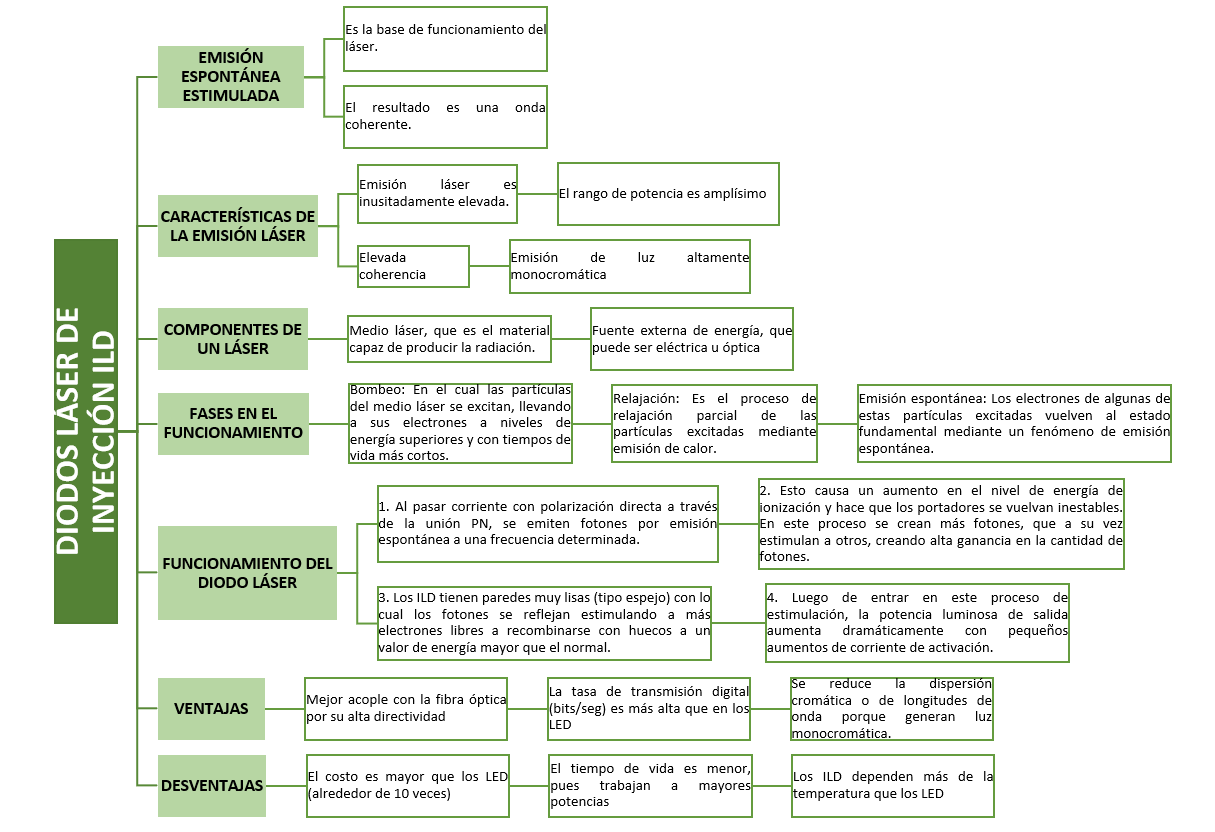 DIODOS LÁSER DE
INYECCIÓN ILD
EMISIÓN
ESPONTÁNEA
ESTIMULADA
Es la base de funcionamiento del
láser.
El resultado es una onda
coherente.
CARACTERÍSTICAS DE
LA EMISIÓN LÁSER
Emisión láser es
inusitadamente elevada.
El rango de potencia es amplísimo
Elevada
coherencia
Emisión de luz altamente
monocromática
COMPONENTES DE
UN LÁSER
Medio láser, que es el material
capaz de producir la radiación.
Fuente externa de energía, que
puede ser eléctrica u óptica
FASES EN EL
FUNCIONAMIENTO
Bombeo: En el cual las partículas
del medio láser se excitan, llevando
a sus electrones a niveles de
energía superiores y con tiempos de
vida más cortos.
Relajación: Es el proceso de
relajación parcial de las
partículas excitadas mediante
emisión de calor.
Emisión espontánea: Los electrones de algunas de
estas partículas excitadas vuelven al estado
fundamental mediante un fenómeno de emisión
espontánea.
FUNCIONAMIENTO DEL
DIODO LÁSER
1. Al pasar corriente con polarización directa a través
de la unión PN, se emiten fotones por emisión
espontánea a una frecuencia determinada.
2. Esto causa un aumento en el nivel de energía de
ionización y hace que los portadores se vuelvan inestables.
En este proceso se crean más fotones, que a su vez
estimulan a otros, creando alta ganancia en la cantidad de
fotones.
3. Los ILD tienen paredes muy lisas (tipo espejo) con lo
cual los fotones se reflejan estimulando a más
electrones libres a recombinarse con huecos a un
valor de energía mayor que el normal.
4. Luego de entrar en este proceso de
estimulación, la potencia luminosa de salida
aumenta dramáticamente con pequeños
aumentos de corriente de activación.
VENTAJAS
Mejor acople con la fibra óptica
por su alta directividad
La tasa de transmisión digital
(bits/seg) es más alta que en los
LED
Se reduce la dispersión
cromática o de longitudes de
onda porque generan luz
monocromática.
DESVENTAJAS
El costo es mayor que los LED
(alrededor de 10 veces)
El tiempo de vida es menor,
pues trabajan a mayores
potencias
Los ILD dependen más de la
temperatura que los LED